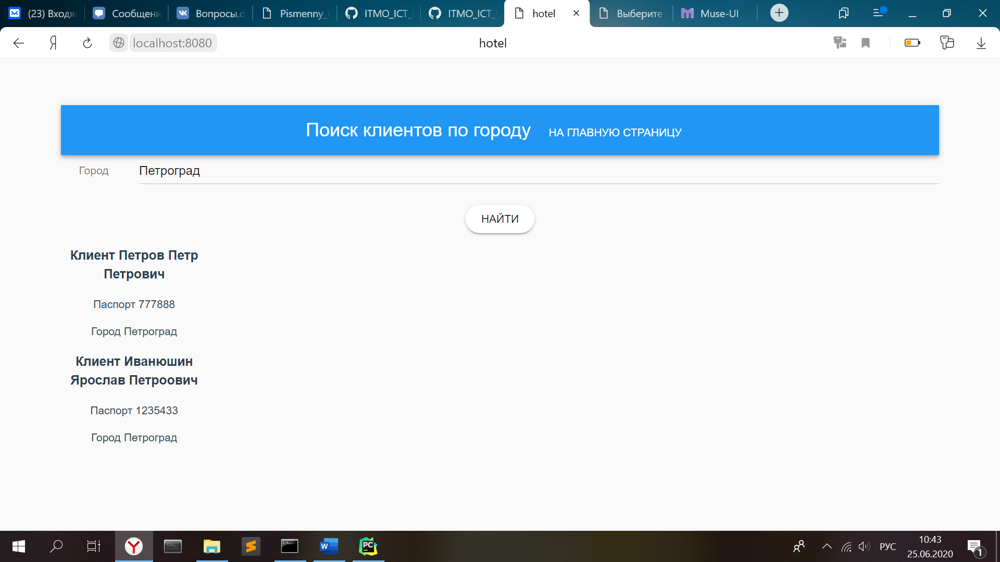 (23) Входя
Сообщени
Вопросы.d
Pismenny_
ITMO_ICT_
ITMO_ICT_
hotel
Выберите
Muse-UI
localhost:8080
hotel
Поиск клиентов по городу НА ГЛАВНУЮ СТРАНИЦУ
Город Петроград
НАЙТИ
Клиент Петров Петр
Петрович
Паспорт 777888
Город Петроград
Клиент Иванюшин
Ярослав Петроович
Паспорт 1235433
Город Петроград
РУС
10:43
25.06.2020
1